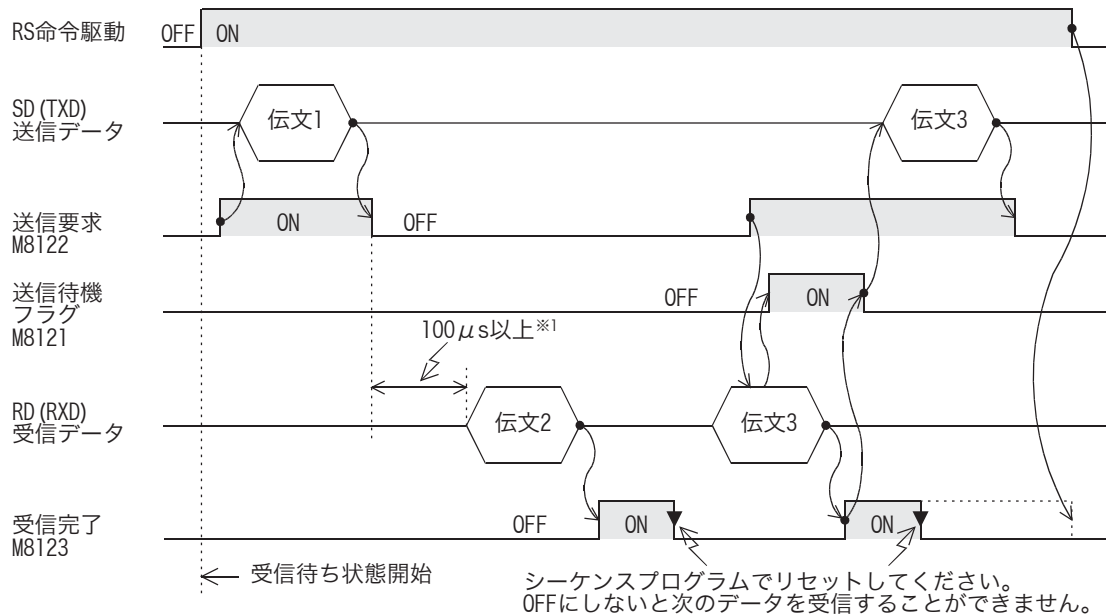 RS命令駆動
OFF
ON
SD (TXD)
送信データ
伝文1
伝文3
送信要求
M8122
ON
OFF
送信待機
フラグ
M8121
OFF
ON
100μs以上※1
RD (RXD)
受信データ
伝文2
伝文3
受信完了
M8123
OFF
ON
ON
受信待ち状態開始
シーケンスプログラムでリセットしてください。
OFFにしないと次のデータを受信することができません。